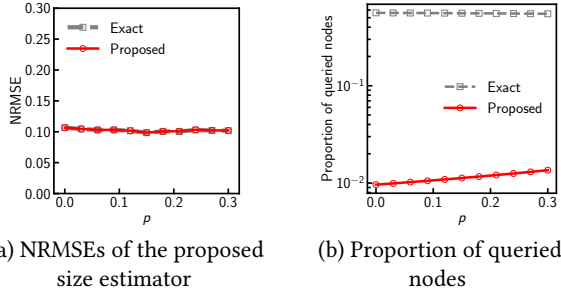 0.30
0.25
0.20
0.15
0.10
0.05
0.00
NRMSE
Exact
Proposed
0.0 0.1 0.2 0.3
p
a) NRMSEs of the proposed
size estimator
Proportion of queried nodes
10⁻¹
10⁻²
Exact
Proposed
0.0 0.1 0.2 0.3
p
(b) Proportion of queried
nodes